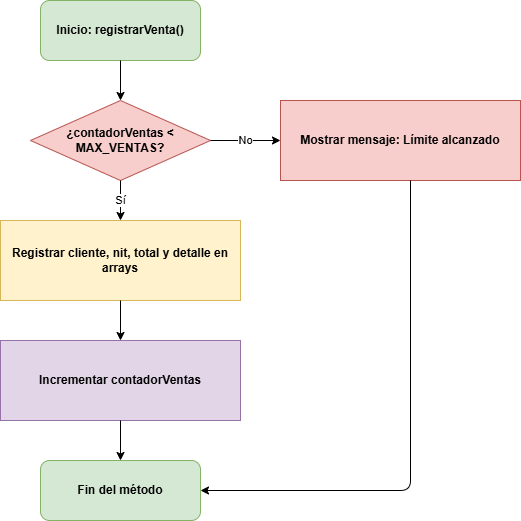 Inicio: registrarVenta()
¿contadorVentas <
MAX_VENTAS?
No
Mostrar mensaje: Límite alcanzado
Sí
Registrar cliente, nit, total y detalle en
arrays
Incrementar contadorVentas
Fin del método